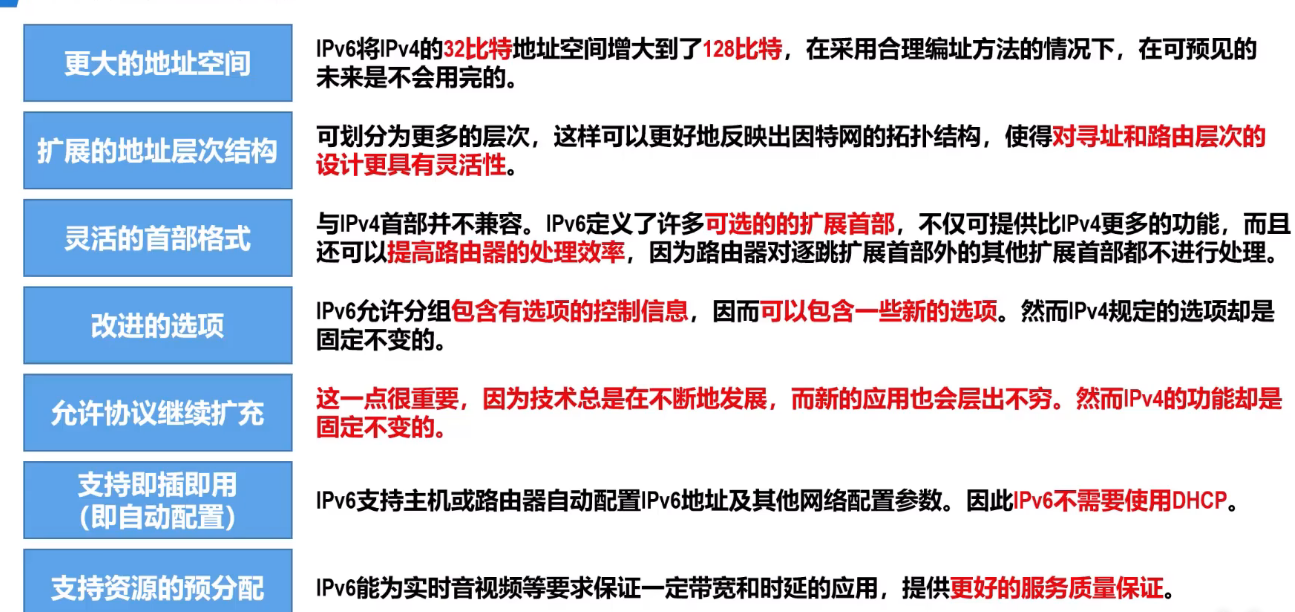 更大的地址空间
IPv6将IPv4的32比特地址空间增大到了128比特，在采用合理编址方法的情况下，在可预见的
未来是不会用完的。
扩展的地址层次结构
可划分为更多的层次，这样可以更好地反映出因特网的拓扑结构，使得对寻址和路由层次的
设计更具有灵活性。
灵活的首部格式
与IPv4首部并不兼容。IPv6定义了许多可选的的扩展首部，不仅可提供比IPv4更多的功能，而且
还可以提高路由器的处理效率，因为路由器对逐跳扩展首部外的其他扩展首部都不进行处理。
改进的选项
IPv6允许分组包含有选项的控制信息，因而可以包含一些新的选项。然而IPv4规定的选项却是
固定不变的。
允许协议继续扩充
这一点很重要，因为技术总是在不断地发展，而新的应用也会层出不穷。然而IPv4的功能却是
固定不变的。
支持即插即用
（即自动配置）
IPv6支持主机或路由器自动配置IPv6地址及其他网络配置参数。因此IPv6不需要使用DHCP。
支持资源的预分配
IPv6能为实时音视频等要求保证一定带宽和时延的应用，提供更好的服务质量保证。